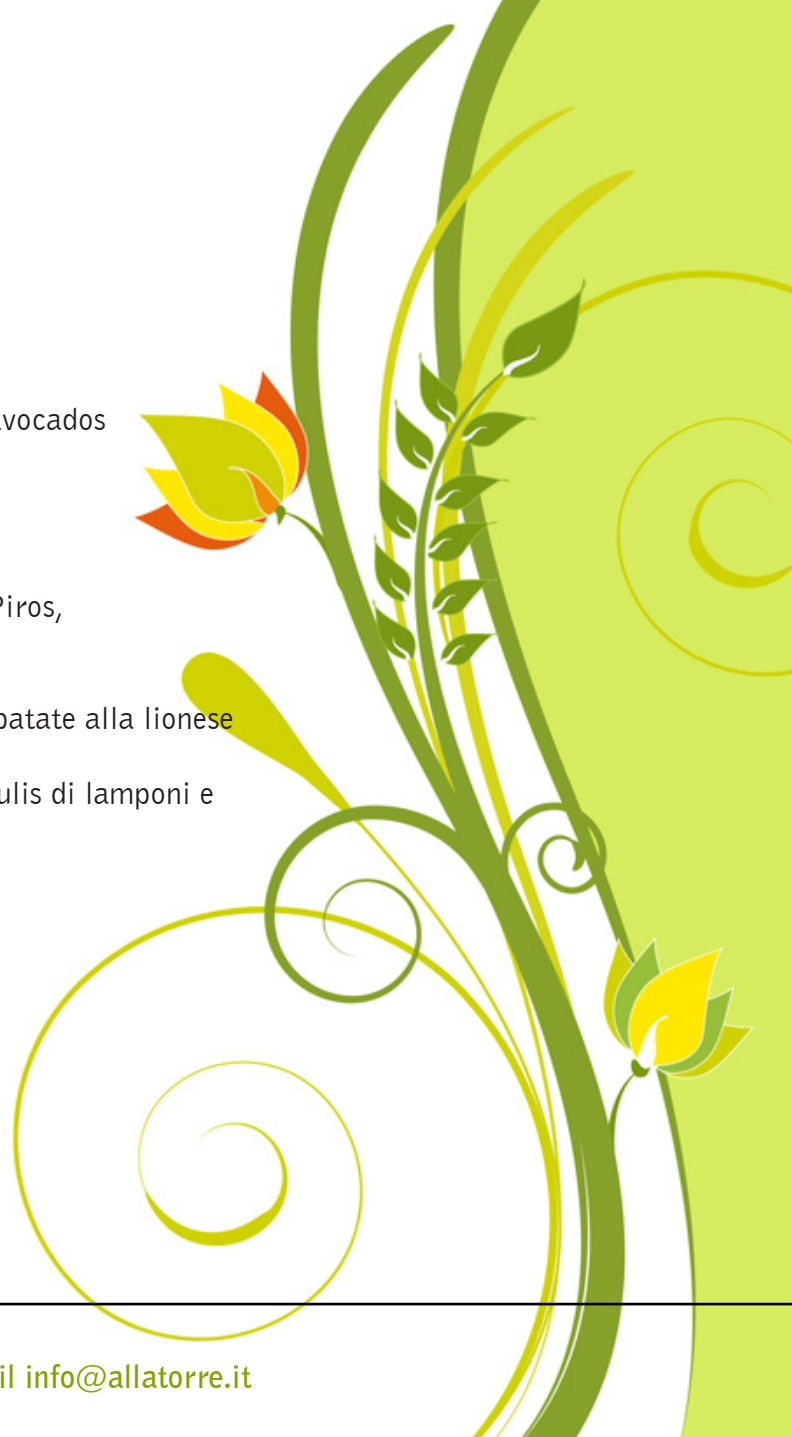 vocados
Piros,
patate alla lionese
ulis di lamponi e
il info@allatorre.it